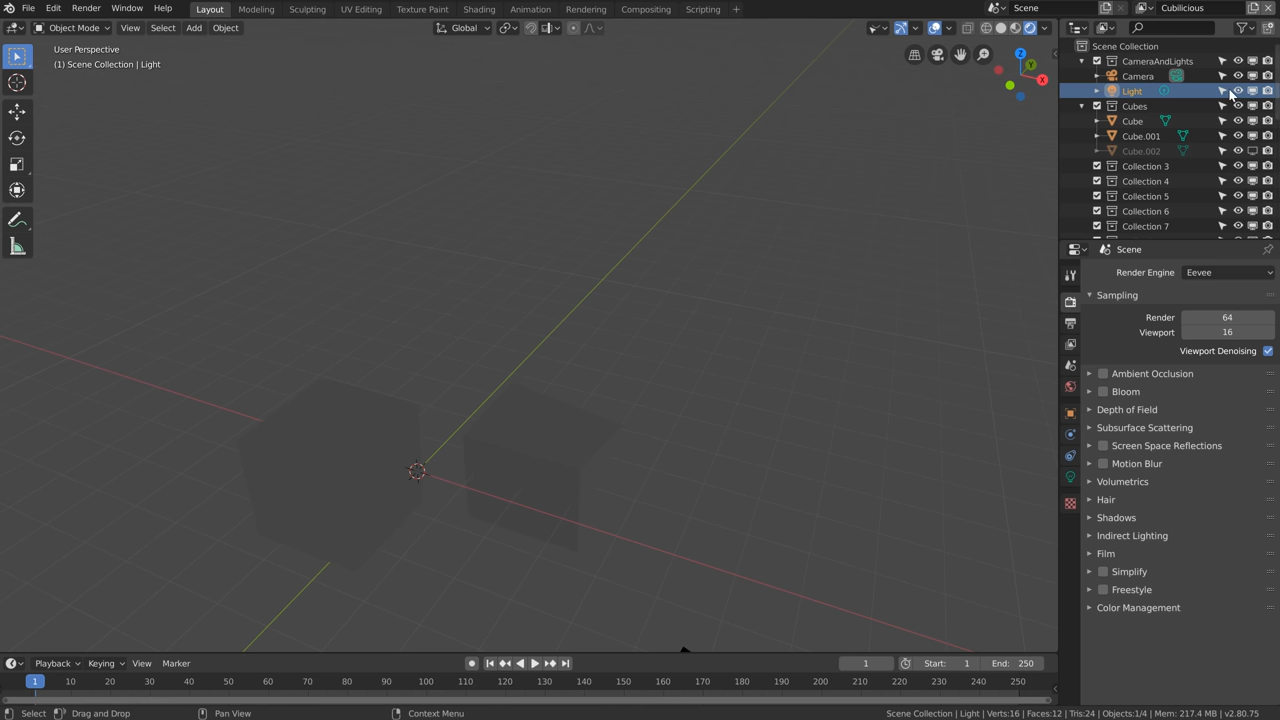 File Edit Render Window Help Layout Modeling Sculpting UV Editing Texture Paint Shading Animation Rendering Compositing Scripting + Scene Cubilicious
Object Mode View Select Add Object Global
User Perspective
(1) Scene Collection | Light
Z
Y
X
Scene Collection
CameraAndLights
Camera
Light
Cubes
Cube
Cube.001
Cube.002
Collection 3
Collection 4
Collection 5
Collection 6
Collection 7
Scene
Render Engine Eevee
Sampling
Render 64
Viewport 16
Viewport Denoising
Ambient Occlusion
Bloom
Depth of Field
Subsurface Scattering
Screen Space Reflections
Motion Blur
Volumetrics
Hair
Shadows
Indirect Lighting
Film
Simplify
Freestyle
Color Management
Playback Keying View Marker 1 Start: 1 End: 250
1 10 20 30 40 50 60 70 80 90 100 110 120 130 140 150 160 170 180 190 200 210 220 230 240 250
Select Drag and Drop Pan View Context Menu Scene Collection | Light | Verts:16 | Faces:12 | Tris:24 | Objects:1/4 | Mem: 217.4 MB | v2.80.75